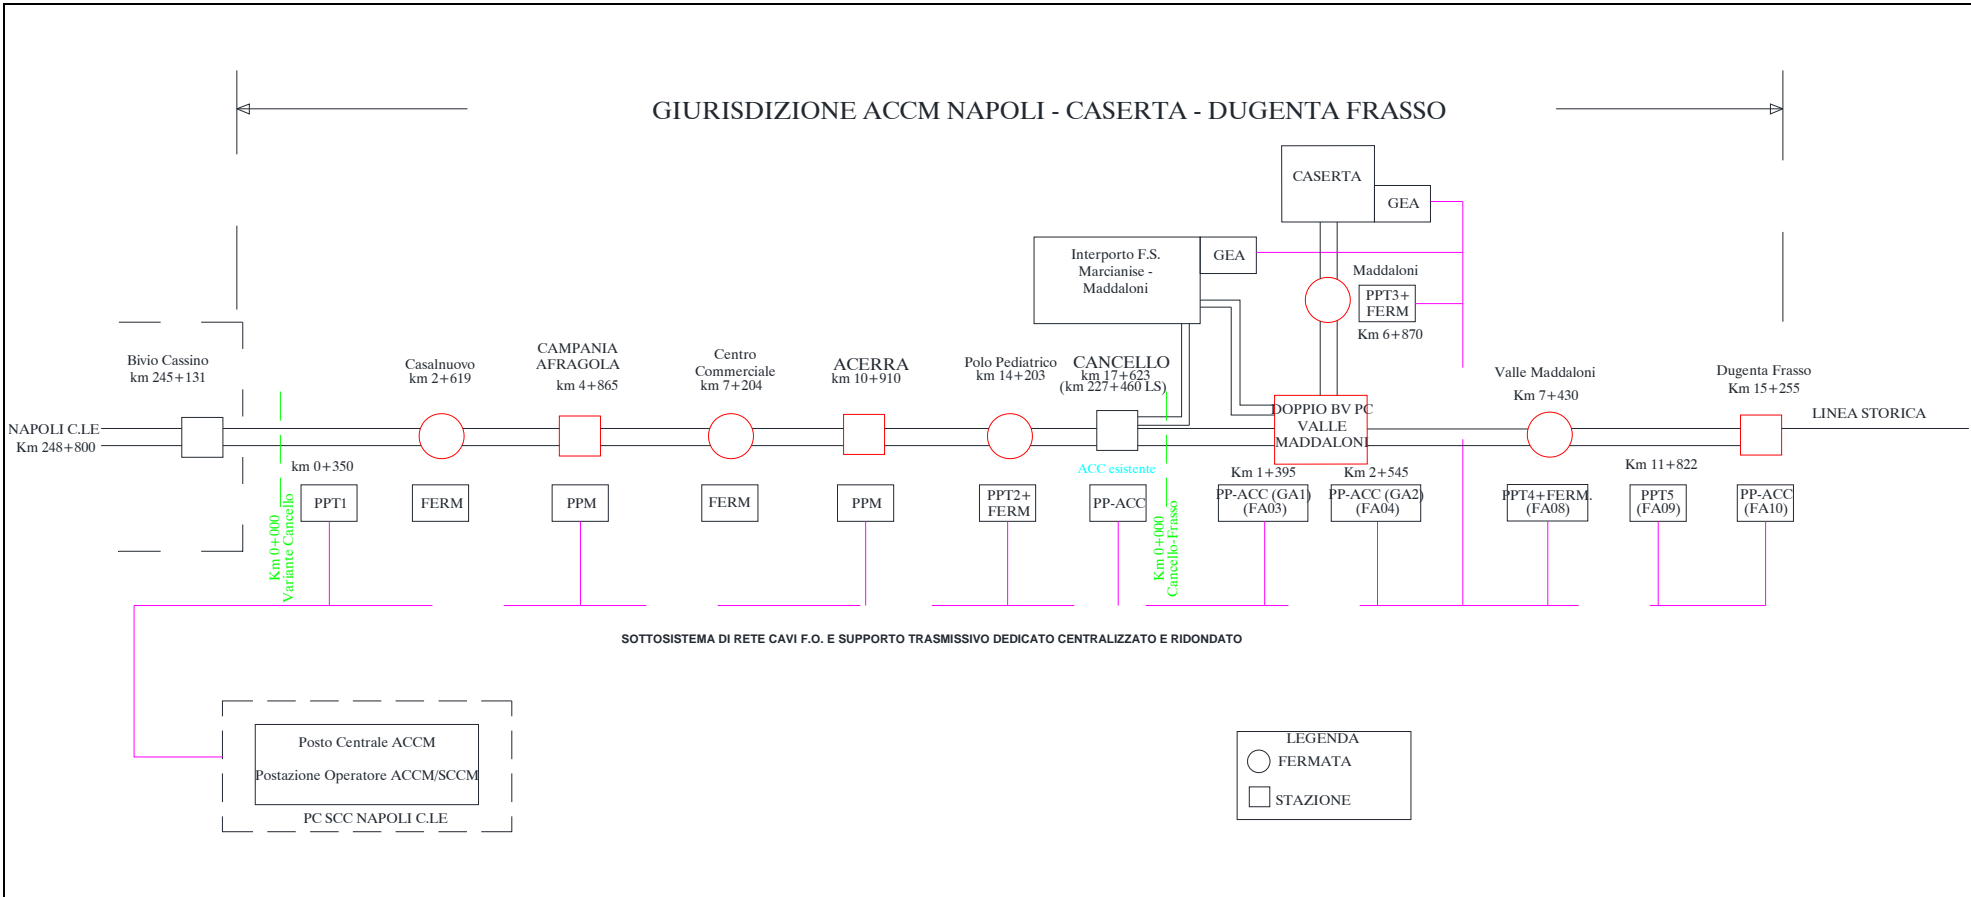 GIURISDIZIONE ACCM NAPOLI - CASERTA - DUGENTA FRASSO
CASERTA
GEA
Interporto F.S.
Marcianise -
Maddaloni
GEA
Maddaloni
PPT3+
FERM
Km 6+870
Bivio Cassino
km 245+131
Casalnuovo
km 2+619
CAMPANIA
AFRAGOLA
km 4+865
Centro
Commerciale
km 7+204
ACERRA
km 10+910
Polo Pediatrico
km 14+203
CANCELLO
km 17+623
(km 227+460 LS)
Valle Maddaloni
Km 7+430
Dugenta Frasso
Km 15+255
NAPOLI C.LE
Km 248+800
DOPPIO BV PC
VALLE
MADDALONI
LINEA STORICA
km 0+350
ACC esistente
Km 1+395
Km 2+545
Km 11+822
PPT1
FERM
PPM
FERM
PPM
PPT2+
FERM
PP-ACC
PP-ACC (GA1)
(FA03)
PP-ACC (GA2)
(FA04)
PPT4+FERM.
(FA08)
PPT5
(FA09)
PP-ACC
(FA10)
Km 0+000
Variante Cancello
Km 0+000
Cancello-Frasso
SOTTOSISTEMA DI RETE CAVI F.O. E SUPPORTO TRASMISSIVO DEDICATO CENTRALIZZATO E RIDONDATO
Posto Centrale ACCM
Postazione Operatore ACCM/SCCM
PC SCC NAPOLI C.LE
LEGENDA
FERMATA
STAZIONE